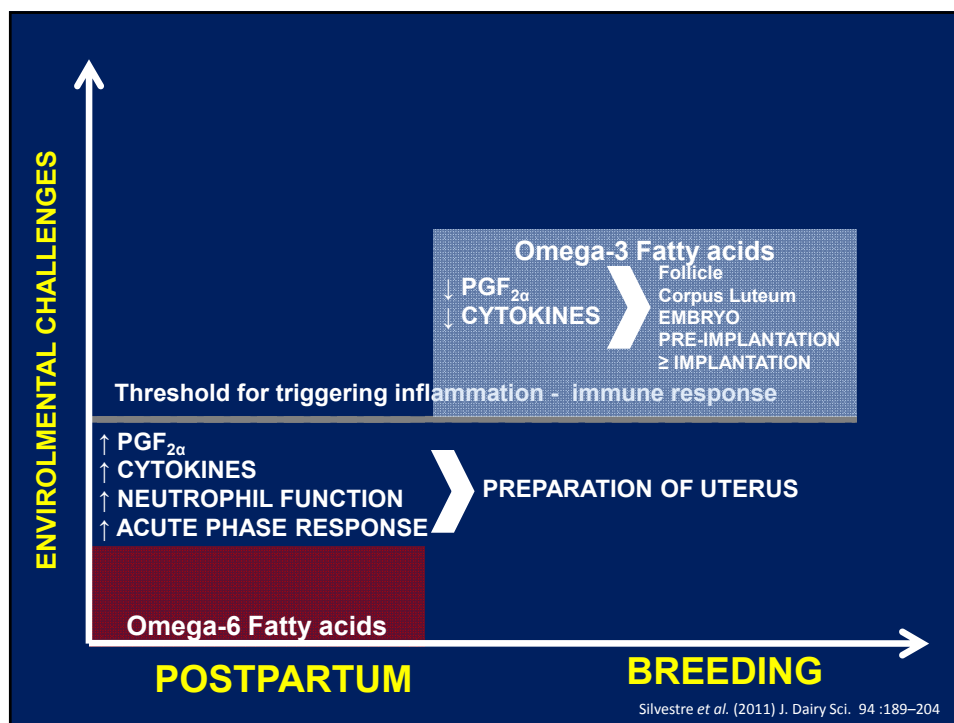 ENVIROLMENTAL CHALLENGES
Omega-3 Fatty acids
↓ PGF2α
↓ CYTOKINES
Follicle
Corpus Luteum
EMBRYO
PRE-IMPLANTATION
≥ IMPLANTATION
Threshold for triggering inflammation - immune response
↑ PGF2α
↑ CYTOKINES
↑ NEUTROPHIL FUNCTION
↑ ACUTE PHASE RESPONSE
PREPARATION OF UTERUS
Omega-6 Fatty acids
POSTPARTUM
BREEDING
Silvestre et al. (2011) J. Dairy Sci. 94 :189–204